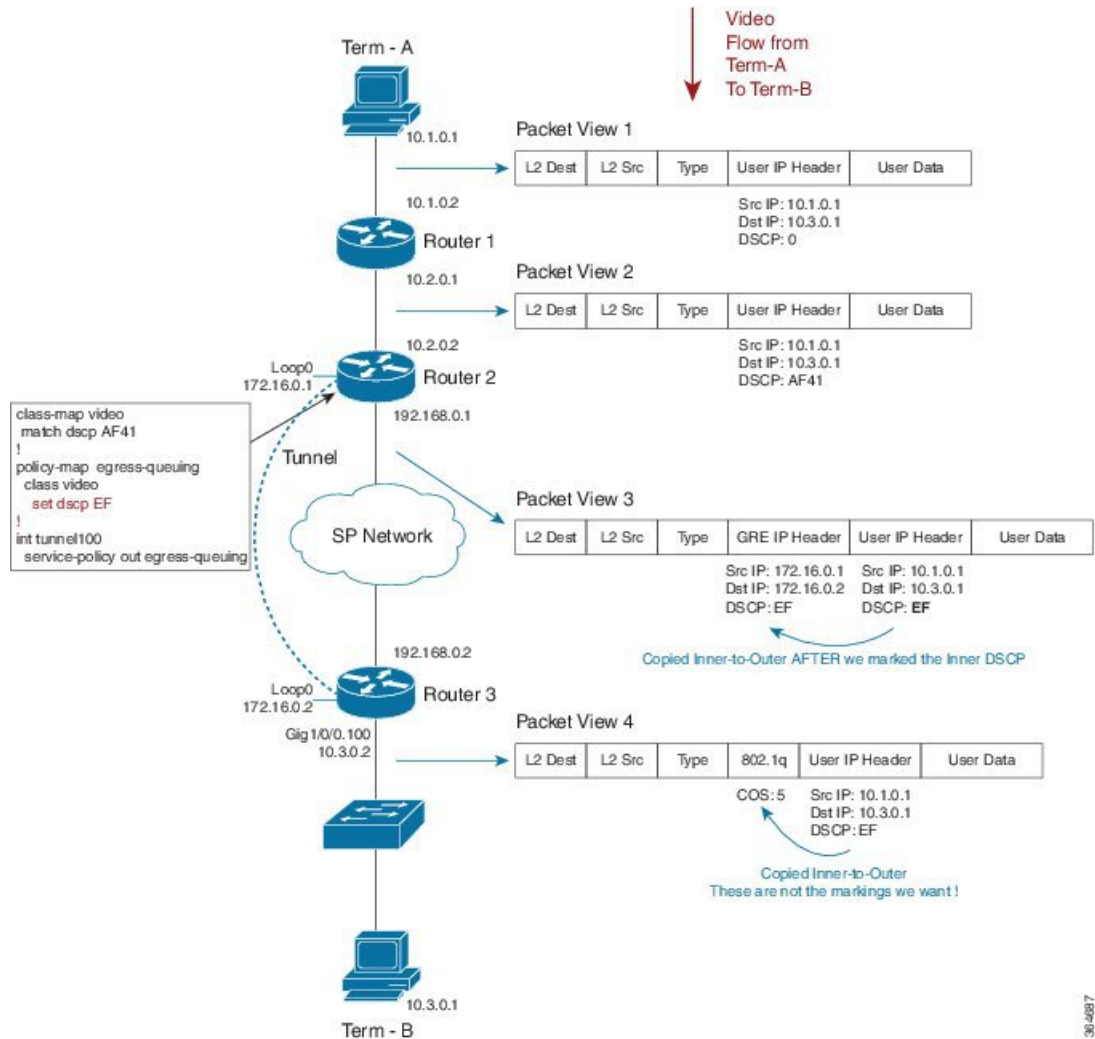 Video
Flow from
Term-A
To Term-B
Term - A
10.1.0.1
Packet View 1
L2 Dest L2 Src Type User IP Header User Data
Src IP: 10.1.0.1
Dst IP: 10.3.0.1
DSCP: 0
10.1.0.2
Router 1
10.2.0.1
Packet View 2
L2 Dest L2 Src Type User IP Header User Data
Src IP: 10.1.0.1
Dst IP: 10.3.0.1
DSCP: AF41
10.2.0.2
Loop0
172.16.0.1
Router 2
192.168.0.1
class-map video
match dscp AF41
!
policy-map egress-queuing
class video
set dscp EF
!
int tunnel100
service-policy out egress-queuing
Tunnel
SP Network
Packet View 3
L2 Dest L2 Src Type GRE IP Header User IP Header User Data
Src IP: 172.16.0.1
Dst IP: 172.16.0.2
DSCP: EF
Src IP: 10.1.0.1
Dst IP: 10.3.0.1
DSCP: EF
Copied Inner-to-Outer AFTER we marked the Inner DSCP
192.168.0.2
Loop0
172.16.0.2
Router 3
Gig1/0/0.100
10.3.0.2
Packet View 4
L2 Dest L2 Src Type 802.1q User IP Header User Data
COS: 5
Src IP: 10.1.0.1
Dst IP: 10.3.0.1
DSCP: EF
Copied Inner-to-Outer
These are not the markings we want !
10.3.0.1
Term - B
364687